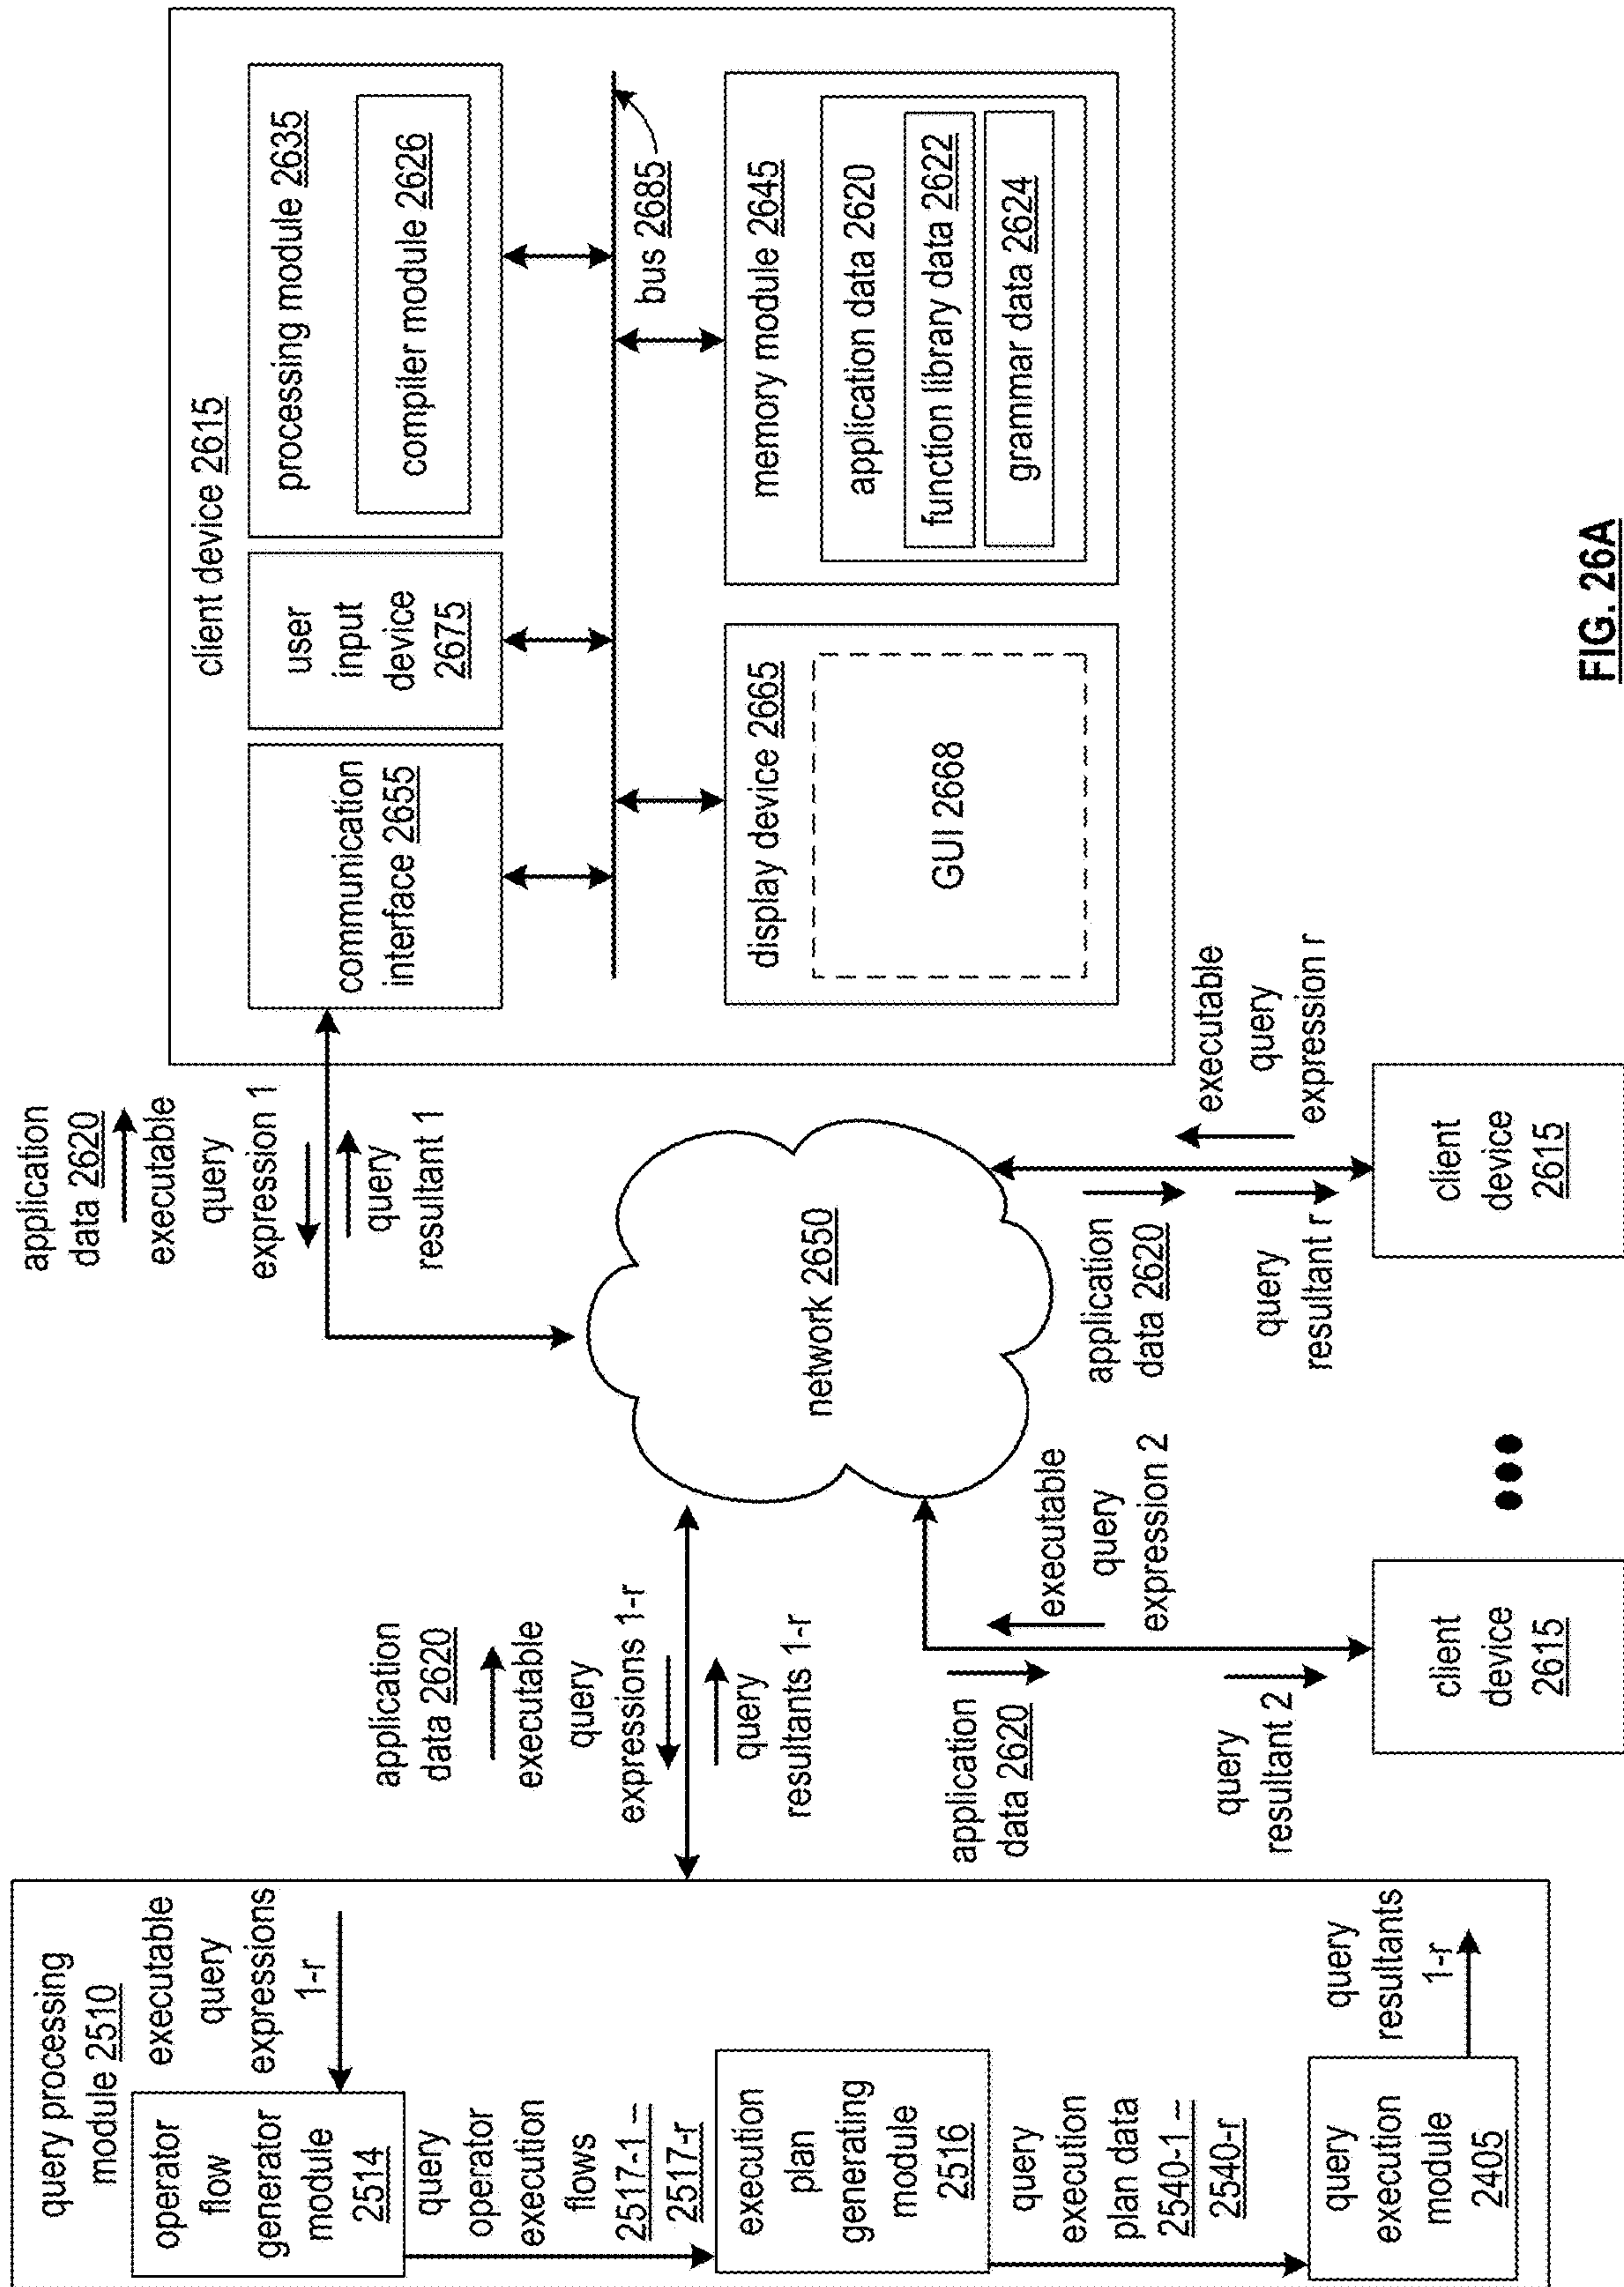 query processing
module 2510
executable
query
expressions
1-r
operator
flow
generator
module
2514
query
operator
execution
flows
2517-1 –
2517-r
execution
plan
generating
module
2516
query
execution
plan data
2540-1 –
2540-r
query
execution
module
2405
query
resultants
1-r
application
data 2620
executable
query
expressions 1-r
query
resultants 1-r
network 2650
application
data 2620
executable
query
expression 1
query
resultant 1
application
data 2620
executable
query
expression 2
query
resultant 2
client
device
2615
application
data 2620
executable
query
expression r
query
resultant r
client
device
2615
client device 2615
communication
interface 2655
user
input
device
2675
processing module 2635
compiler module 2626
bus 2685
display device 2665
GUI 2668
memory module 2645
application data 2620
function library data 2622
grammar data 2624
FIG. 26A